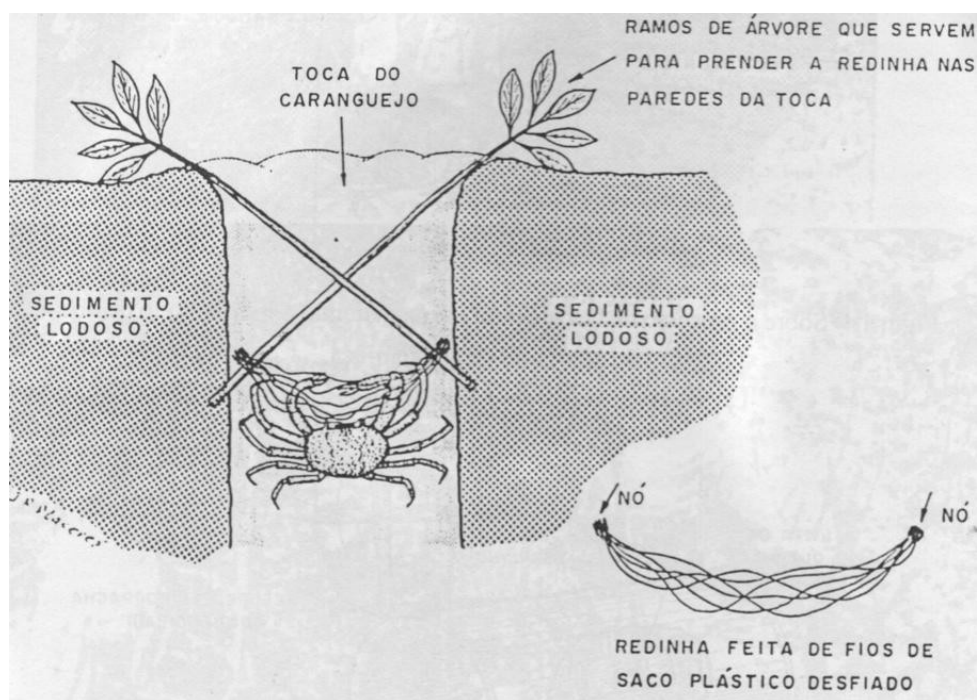 RAMOS DE ÁRVORE QUE SERVEM
PARA PRENDER A REDINHA NAS
PAREDES DA TOCA
TOCA DO
CARANGUEJO
SEDIMENTO
LODOSO
SEDIMENTO
LODOSO
NÓ
NÓ
REDINHA FEITA DE FIOS DE
SACO PLÁSTICO DESFIADO